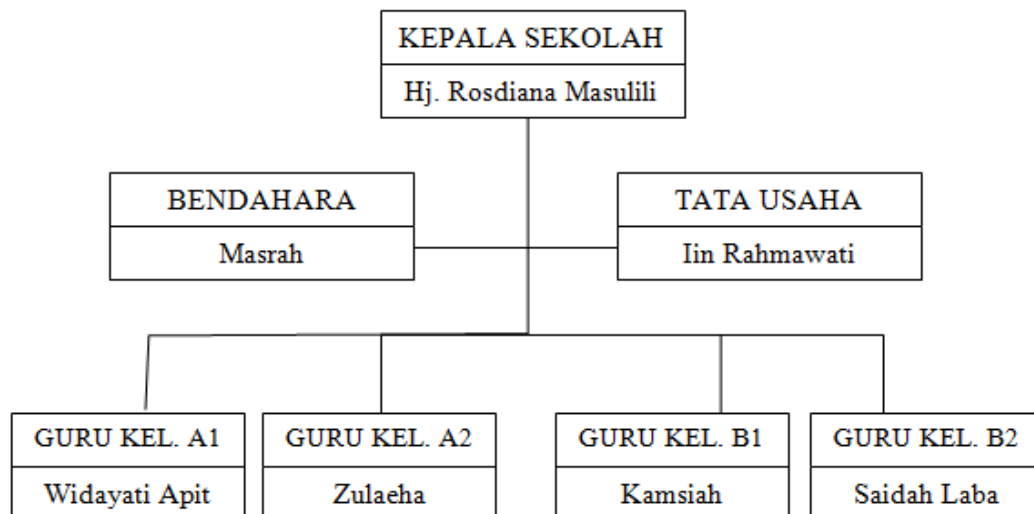 KEPALA SEKOLAH
Hj. Rosdiana Masulili
BENDAHARA
Masrah
TATA USAHA
Iin Rahmawati
GURU KEL. A1
Widayati Apit
GURU KEL. A2
Zulaeha
GURU KEL. B1
Kamsiah
GURU KEL. B2
Saidah Laba